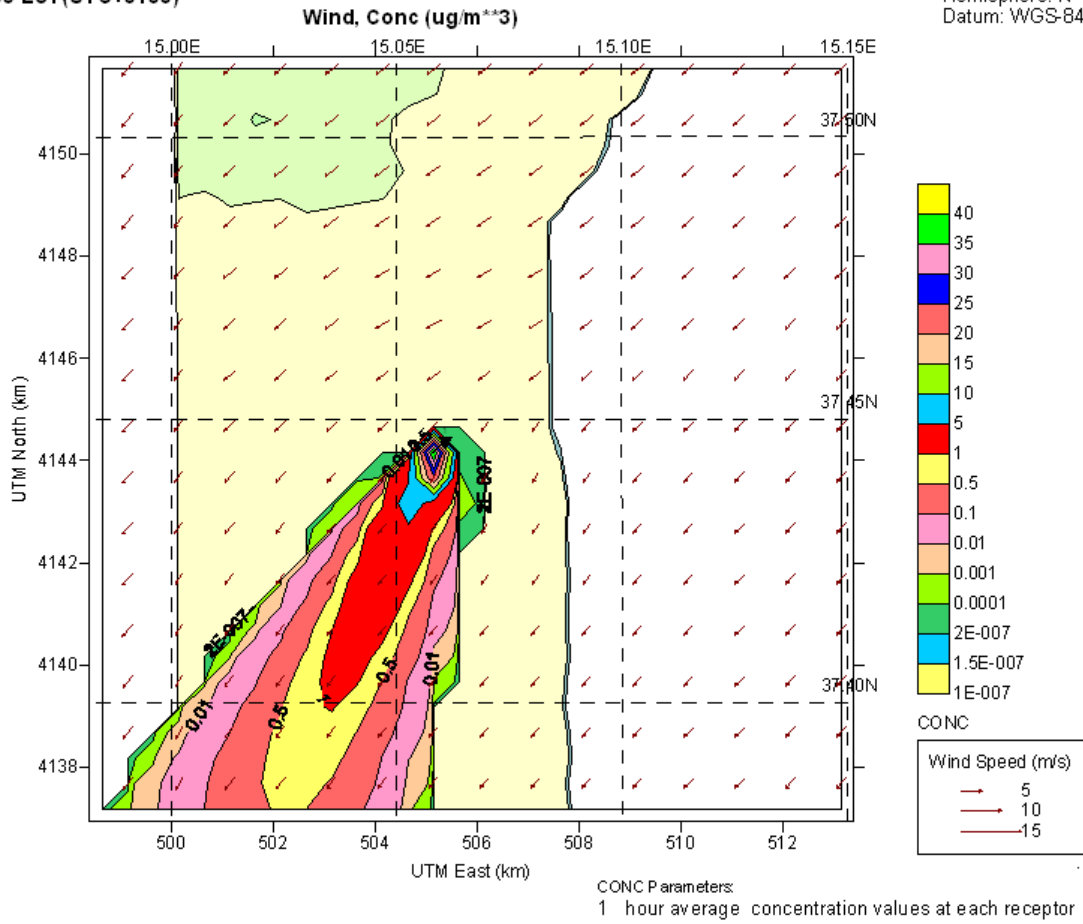 Wind, Conc (ug/m**3)
Datum: WGS-84
15.00E 15.05E 15.10E 15.15E
37.50N
37.45N
37.40N
4150
4148
4146
4144
4142
4140
4138
UTM North (km)
500 502 504 506 508 510 512
UTM East (km)
0.01
0.5
2E-007
2E-007
0.01
0.5
0.5
0.01
1
40
35
30
25
20
15
10
5
1
0.5
0.1
0.01
0.001
0.0001
2E-007
1.5E-007
1E-007
CONC
Wind Speed (m/s)
5
10
15
CONC Parameters:
1 hour average concentration values at each receptor